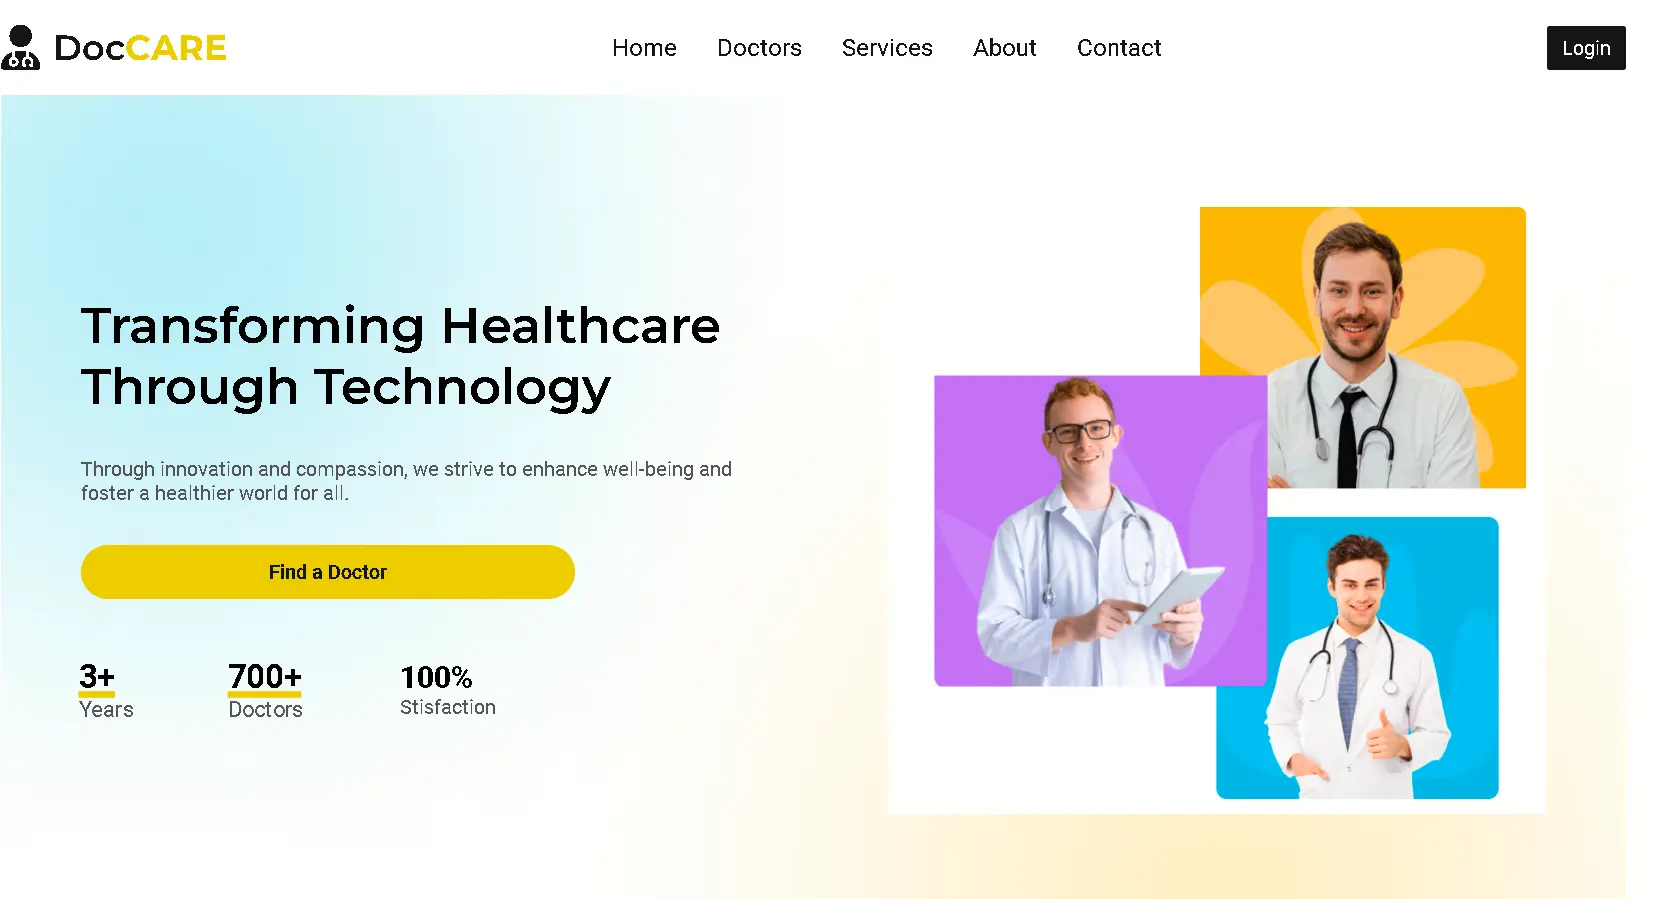 DocCARE
Home Doctors Services About Contact
Login
Transforming Healthcare
Through Technology
Through innovation and compassion, we strive to enhance well-being and
foster a healthier world for all.
Find a Doctor
3+ 700+ 100%
Years Doctors Stisfaction